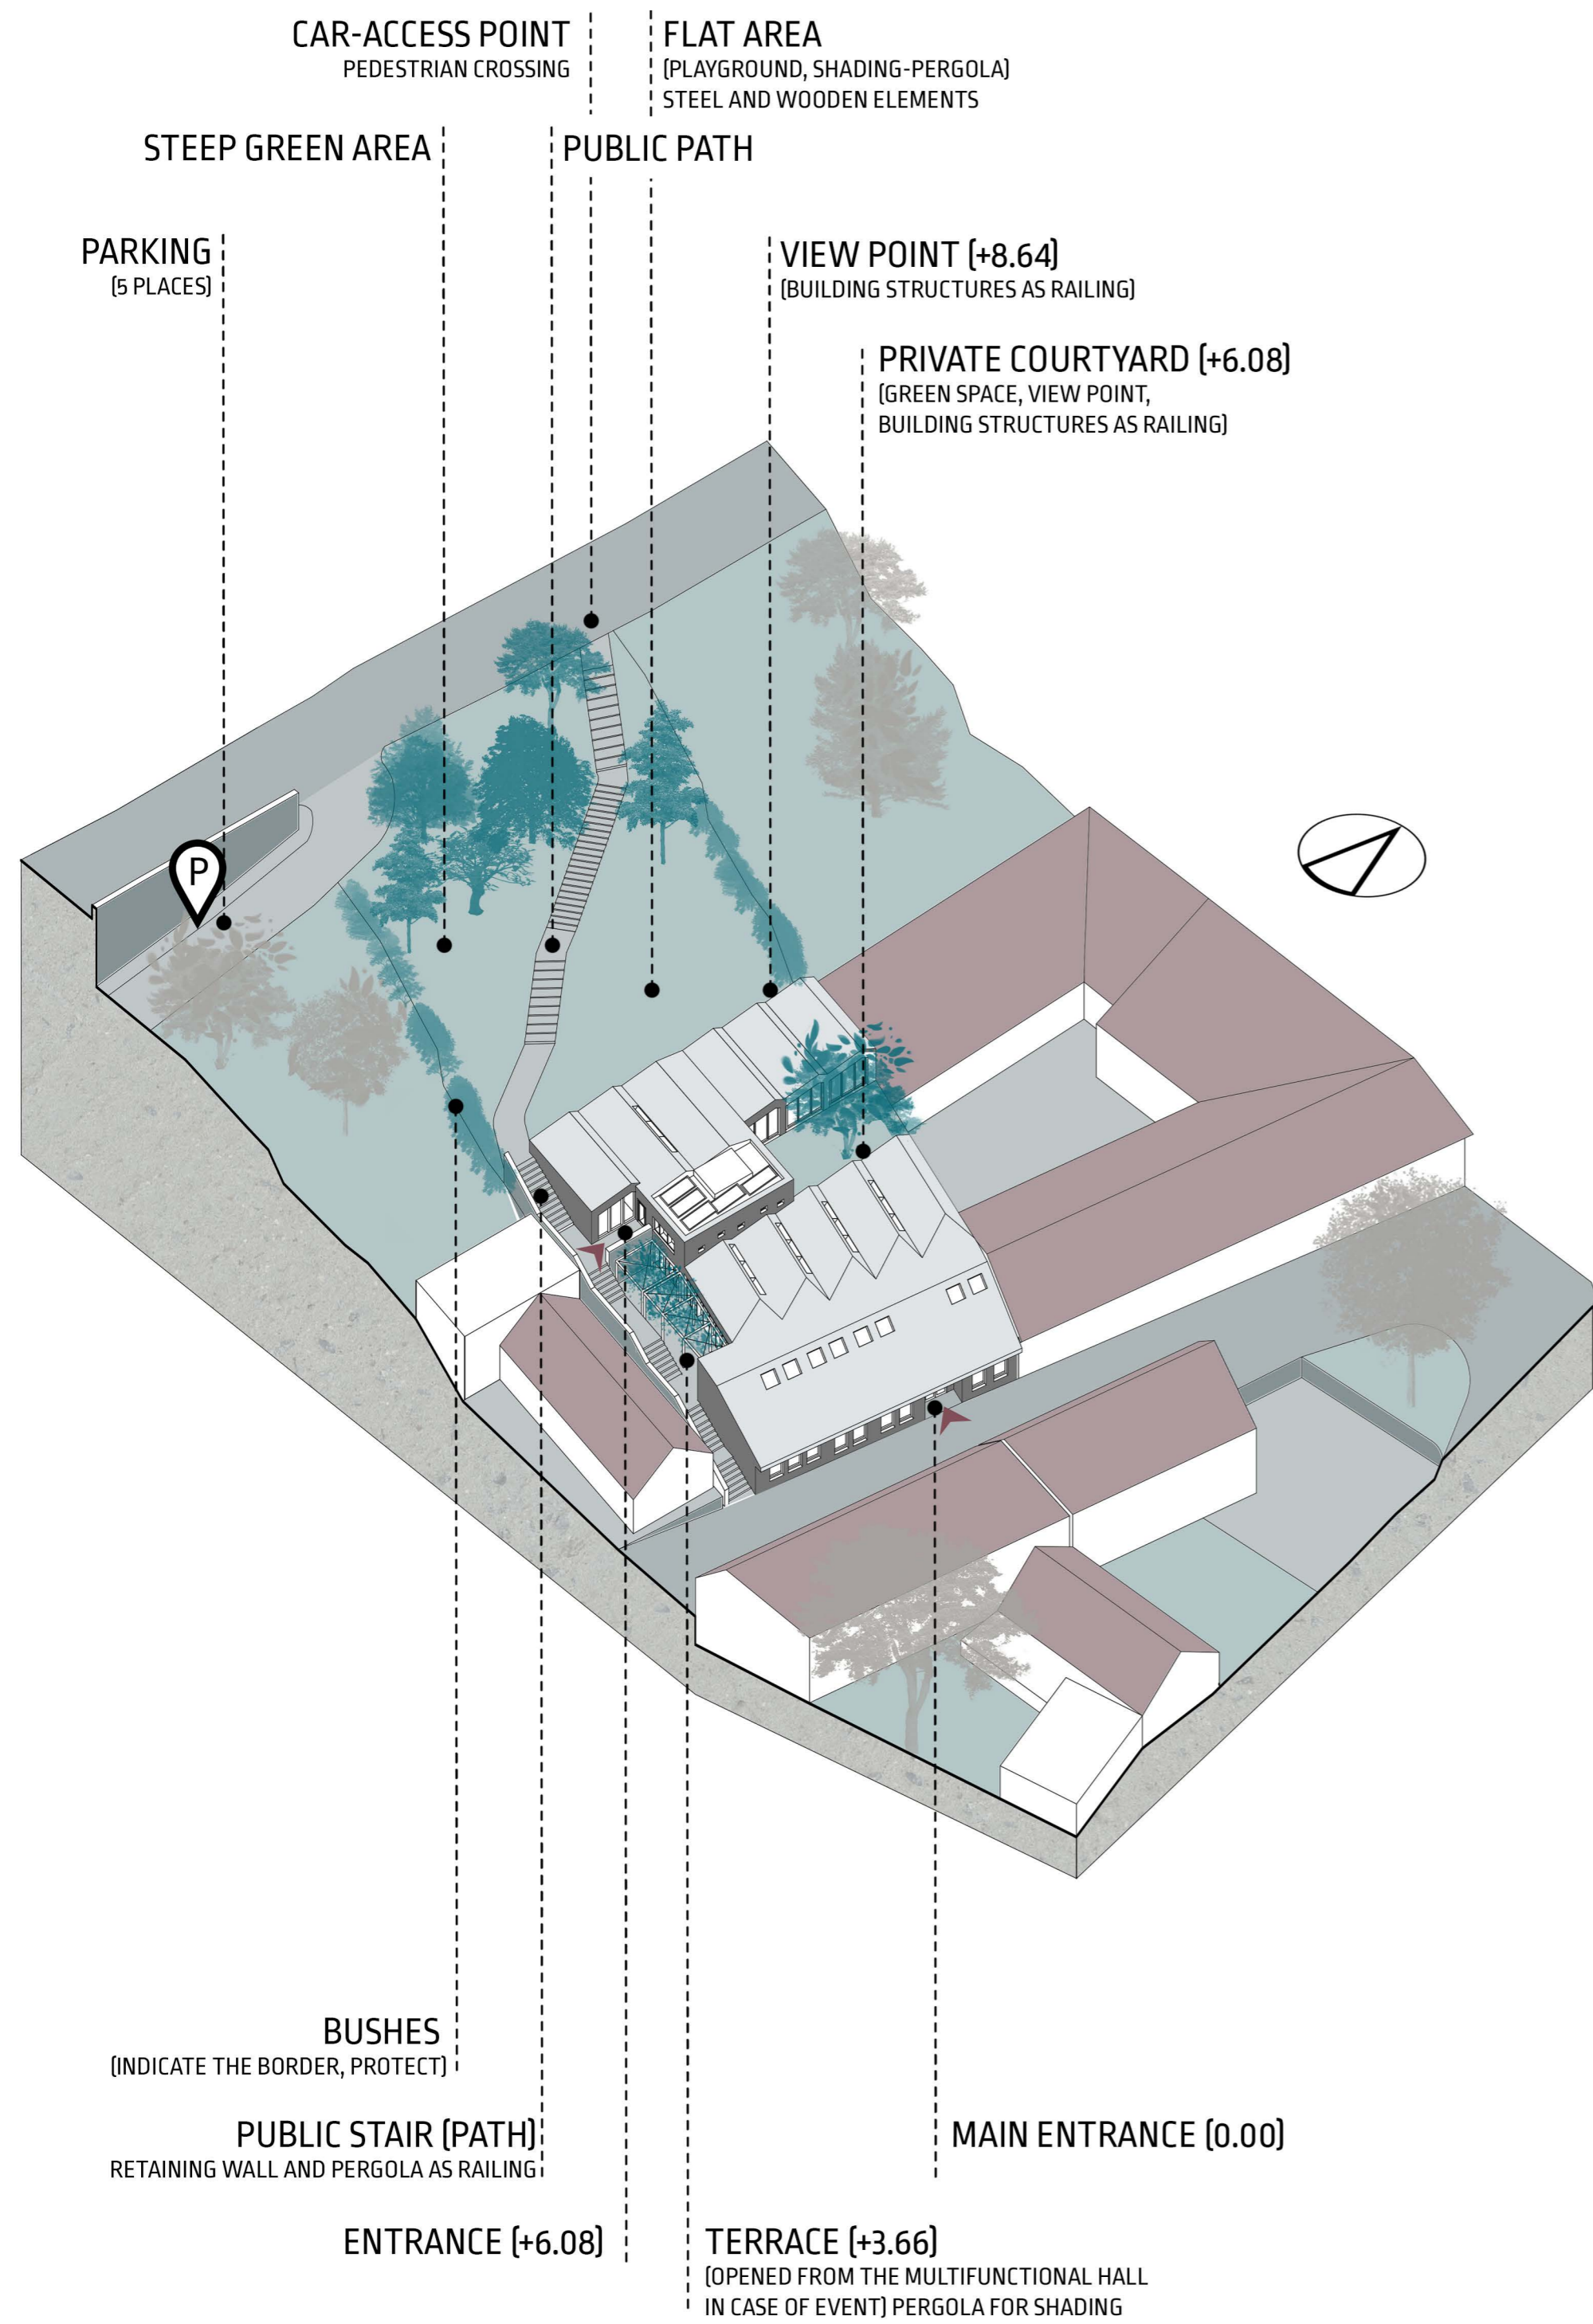 CAR-ACCESS POINT
PEDESTRIAN CROSSING
FLAT AREA
(PLAYGROUND, SHADING-PERGOLA)
STEEL AND WOODEN ELEMENTS
STEEP GREEN AREA
PUBLIC PATH
PARKING
(5 PLACES)
VIEW POINT (+8.64)
(BUILDING STRUCTURES AS RAILING)
PRIVATE COURTYARD (+6.08)
(GREEN SPACE, VIEW POINT,
BUILDING STRUCTURES AS RAILING)
P
BUSHES
(INDICATE THE BORDER, PROTECT)
PUBLIC STAIR (PATH)
RETAINING WALL AND PERGOLA AS RAILING
MAIN ENTRANCE (0.00)
ENTRANCE (+6.08)
TERRACE (+3.66)
(OPENED FROM THE MULTIFUNCTIONAL HALL
IN CASE OF EVENT) PERGOLA FOR SHADING